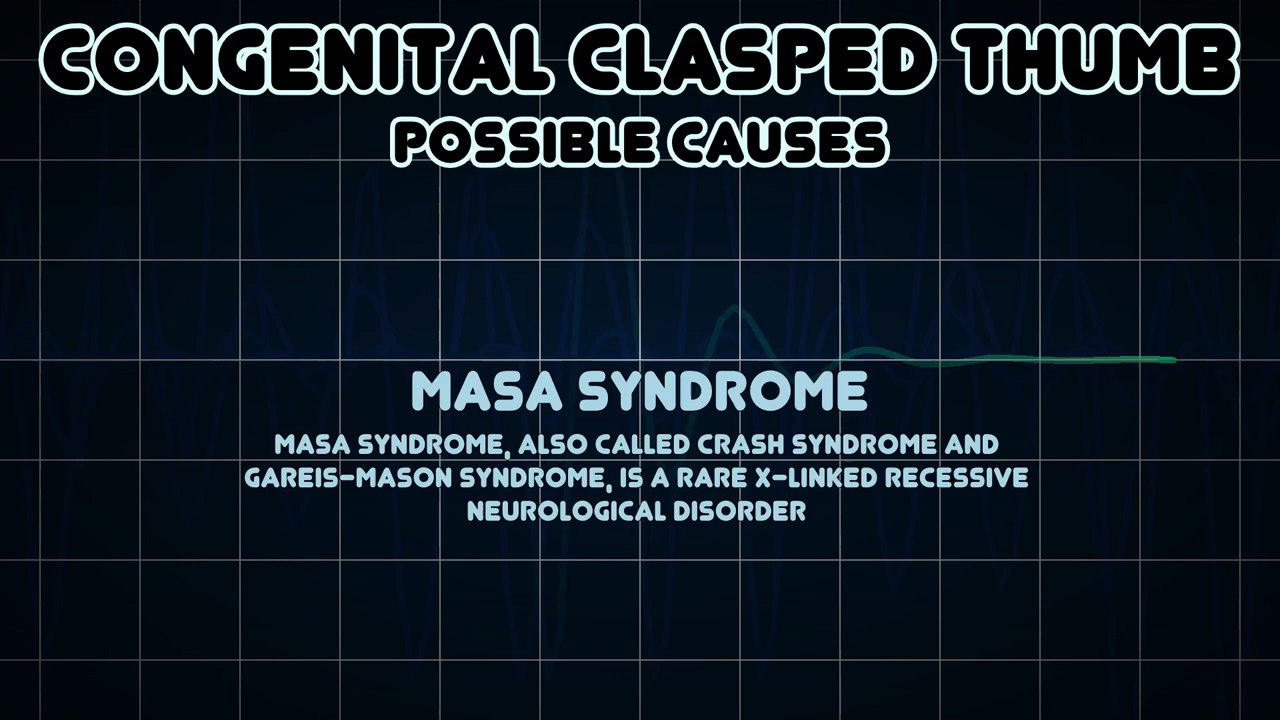 CONGENITAL CLASPED THUMB
POSSIBLE CAUSES
MASA SYNDROME
MASA SYNDROME, ALSO CALLED CRASH SYNDROME AND
GAREIS-MASON SYNDROME, IS A RARE X-LINKED RECESSIVE
NEUROLOGICAL DISORDER